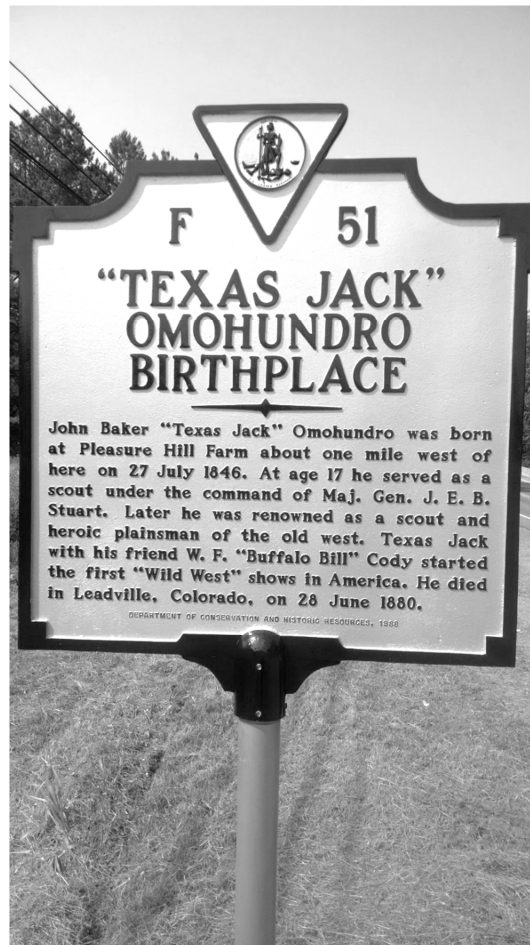 F 51
"TEXAS JACK"
OMOHUNDRO
BIRTHPLACE
John Baker "Texas Jack" Omohundro was born
at Pleasure Hill Farm about one mile west of
here on 27 July 1846. At age 17 he served as a
scout under the command of Maj. Gen. J. E. B.
Stuart. Later he was renowned as a scout and
heroic plainsman of the old west. Texas Jack
with his friend W. F. "Buffalo Bill" Cody started
the first "Wild West" shows in America. He died
in Leadville, Colorado, on 28 June 1880.
DEPARTMENT OF CONSERVATION AND HISTORIC RESOURCES, 1988